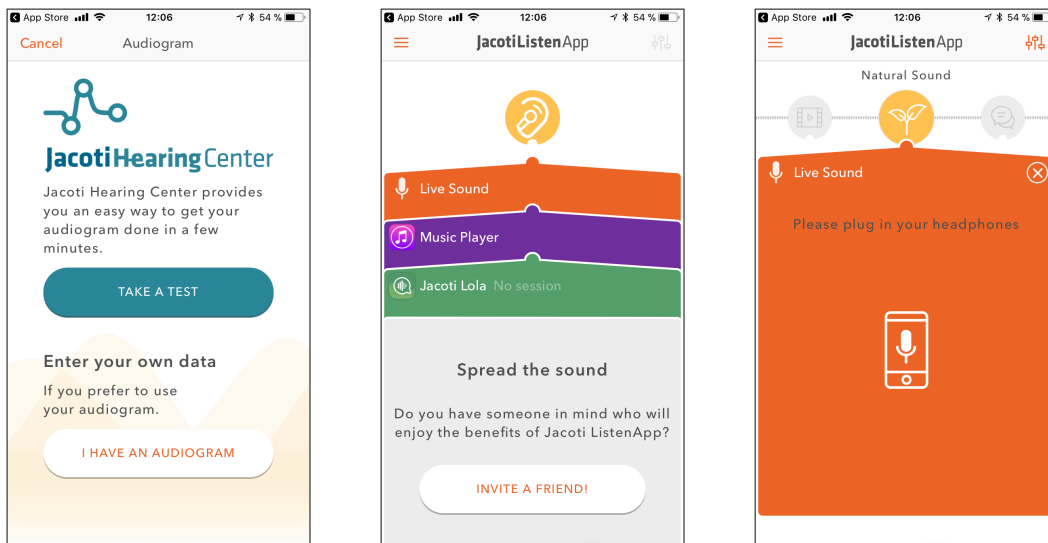 App Store 12:06 54 %
Cancel Audiogram
Jacoti Hearing Center
Jacoti Hearing Center provides
you an easy way to get your
audiogram done in a few
minutes.
TAKE A TEST
Enter your own data
If you prefer to use
your audiogram.
I HAVE AN AUDIOGRAM
App Store 12:06 54 %
JacotiListenApp
Live Sound
Music Player
Jacoti Lola No session
Spread the sound
Do you have someone in mind who will
enjoy the benefits of Jacoti ListenApp?
INVITE A FRIEND!
App Store 12:06 54 %
JacotiListenApp
Natural Sound
Live Sound
Please plug in your headphones